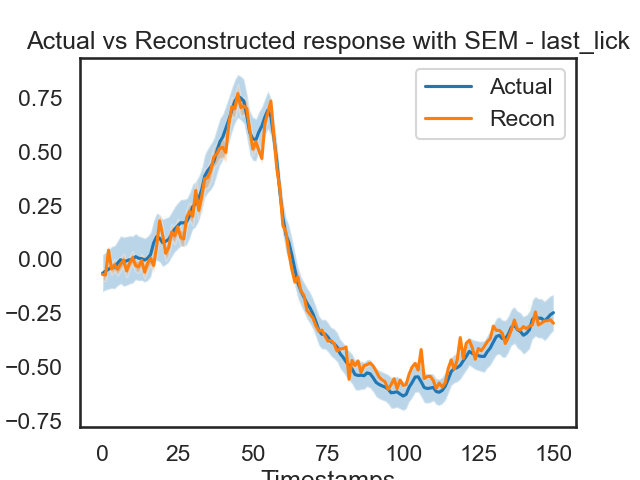 Actual vs Reconstructed response with SEM - last_lick
Actual
Recon
0.75
0.50
0.25
0.00
−0.25
−0.50
−0.75
0 25 50 75 100 125 150
Timestamps